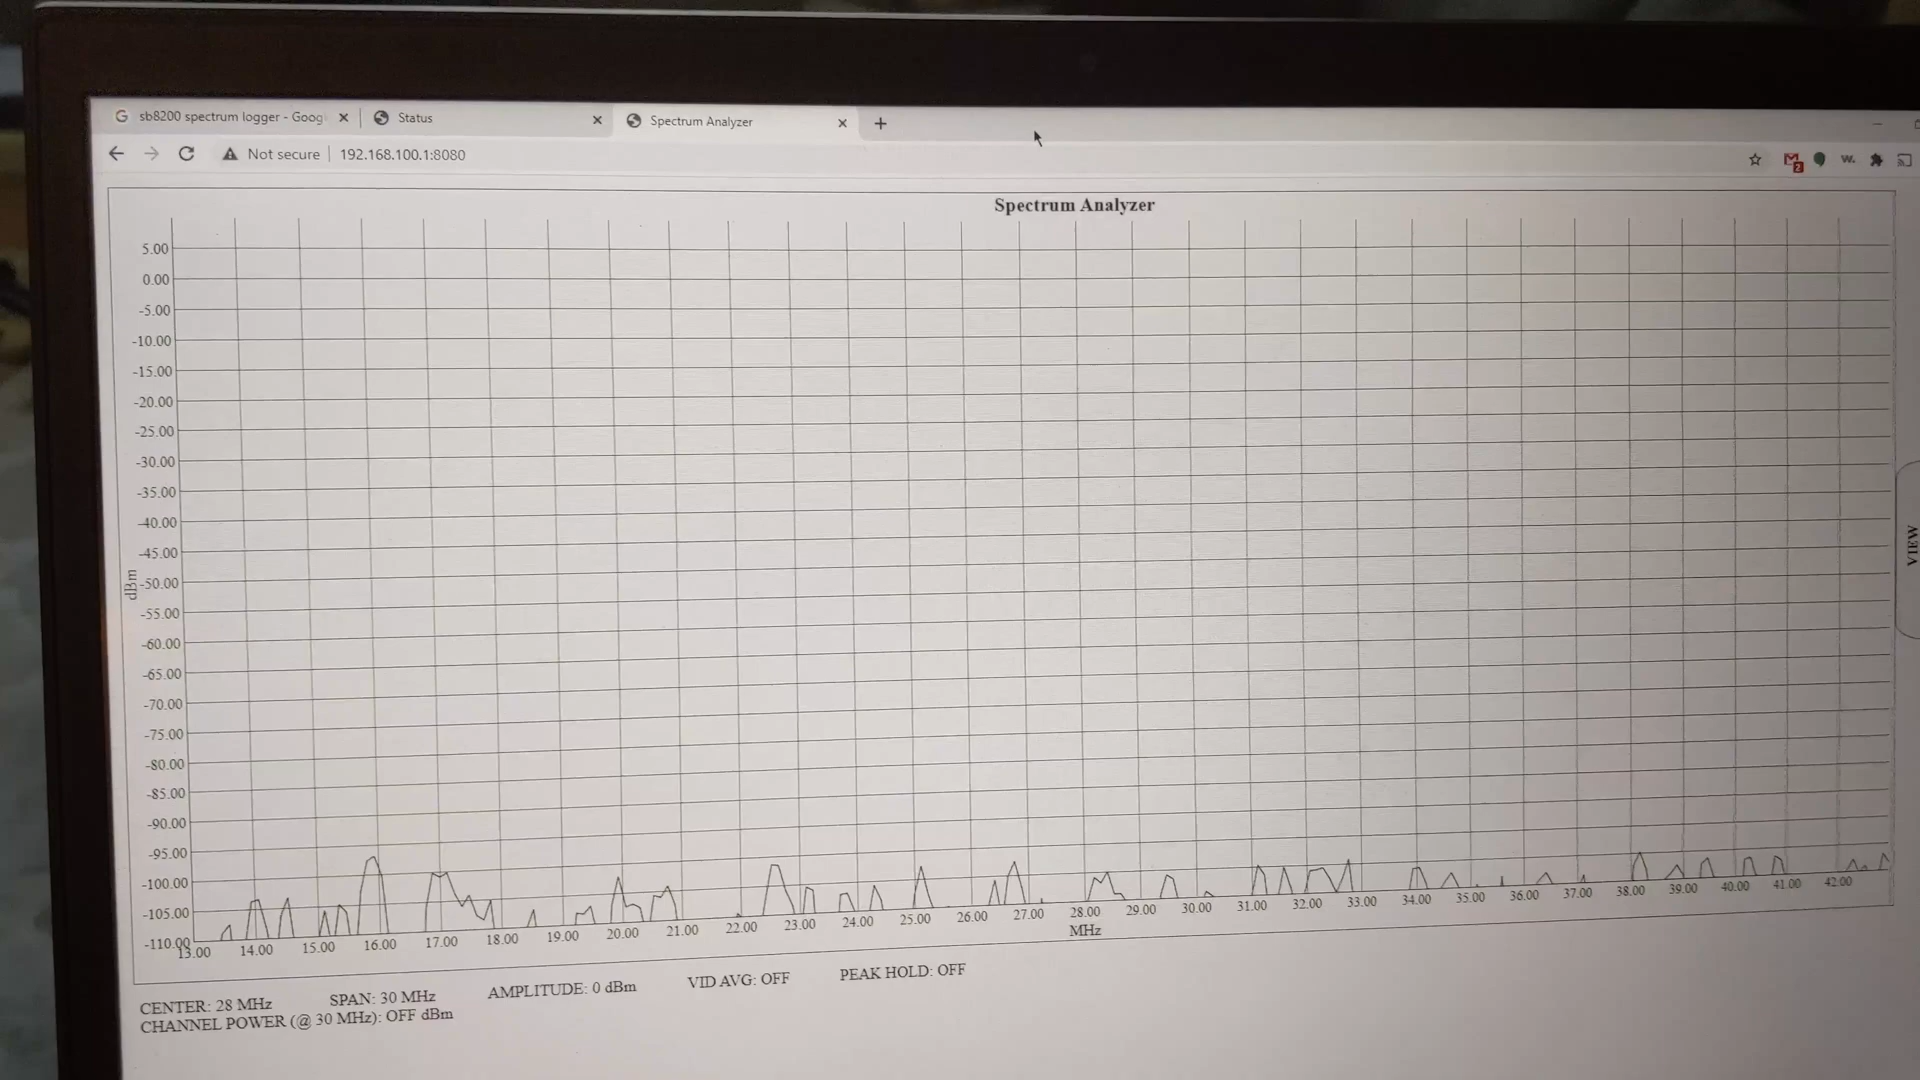 sb8200 spectrum logger - Goog
Status
Spectrum Analyzer
Not secure
192.168.100.1:8080
2
W.
Spectrum Analyzer
5.00
0.00
-5.00
-10.00
-15.00
-20.00
-25.00
-30.00
-35.00
-40.00
-45.00
-50.00
-55.00
-60.00
-65.00
-70.00
-75.00
-80.00
-85.00
-90.00
-95.00
-100.00
-105.00
-110.00
dBm
VIEW
13.00 14.00 15.00 16.00 17.00 18.00 19.00 20.00 21.00 22.00 23.00 24.00 25.00 26.00 27.00 28.00 29.00 30.00 31.00 32.00 33.00 34.00 35.00 36.00 37.00 38.00 39.00 40.00 41.00 42.00
MHz
CENTER: 28 MHz SPAN: 30 MHz AMPLITUDE: 0 dBm VID AVG: OFF PEAK HOLD: OFF
CHANNEL POWER (@ 30 MHz): OFF dBm